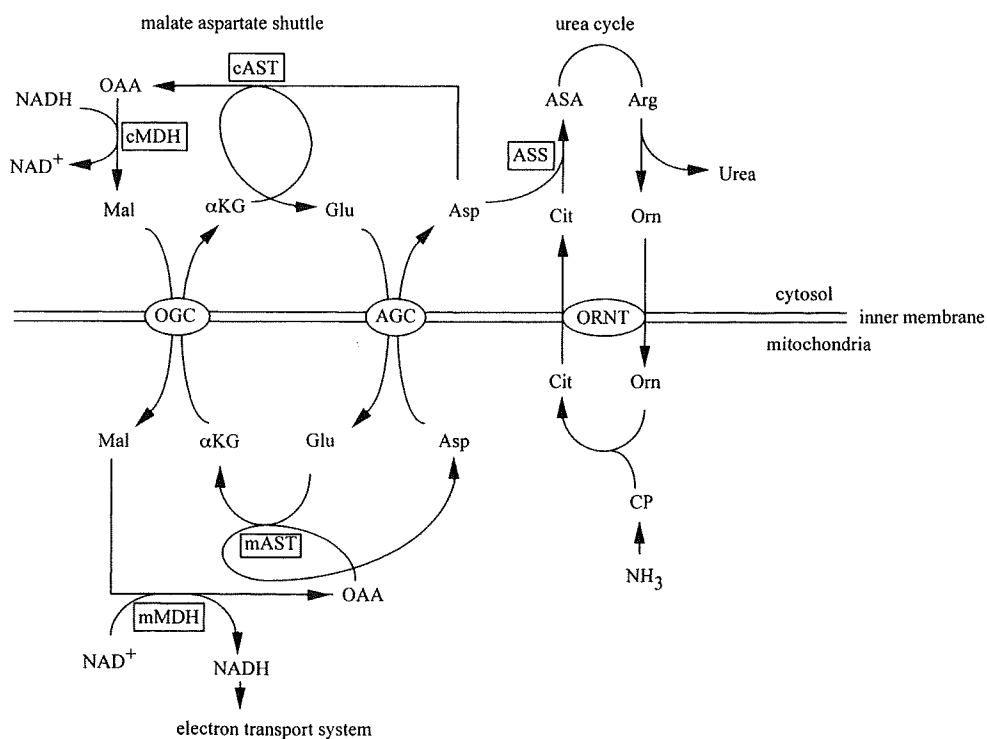 malate aspartate shuttle
urea cycle
cAST
OAA
NADH
cMDH
NAD+
Mal
αKG
Glu
Asp
ASS
ASA
Arg
Urea
Cit
Orn
OGC
AGC
ORNT
cytosol
inner membrane
mitochondria
Cit
Orn
Mal
αKG
Glu
Asp
CP
mAST
NH3
OAA
mMDH
NAD+
NADH
electron transport system